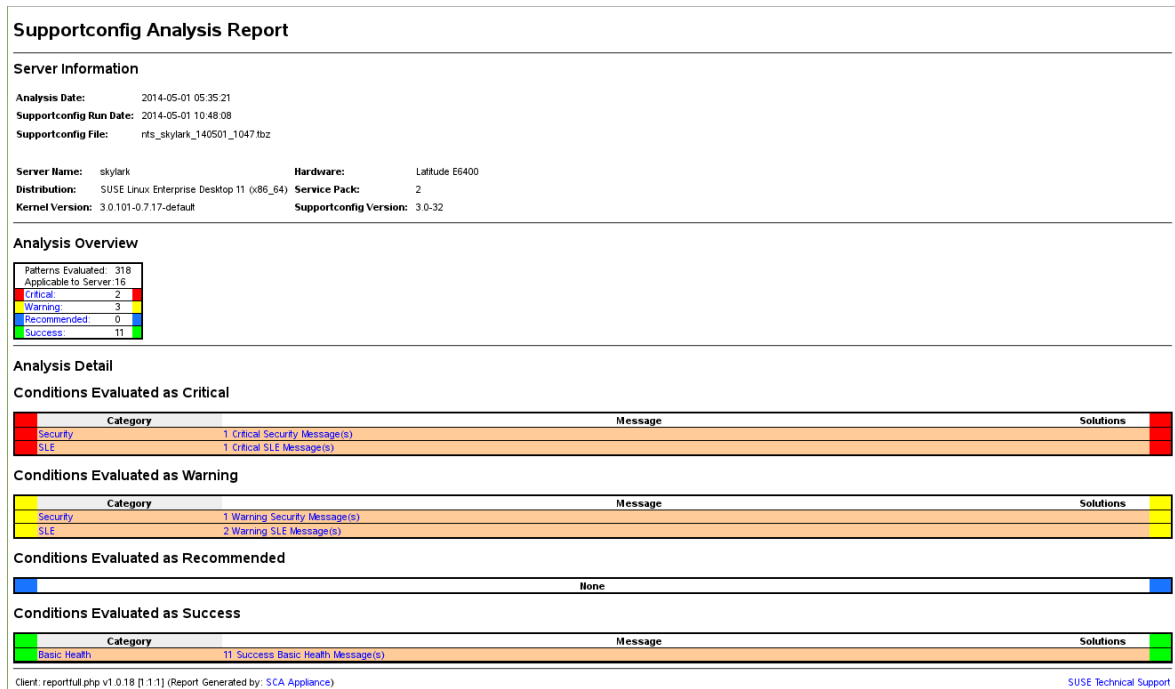 Supportconfig Analysis Report
Server Information
Analysis Date: 2014-05-01 05:35:21
Supportconfig Run Date: 2014-05-01 10:48:08
Supportconfig File: nts_skylark_140501_1047.tbz
Server Name: skylark Hardware: Latitude E6400
Distribution: SUSE Linux Enterprise Desktop 11 (x86_64) Service Pack: 2
Kernel Version: 3.0.101-0.7.17-default Supportconfig Version: 3.0-32
Analysis Overview
Patterns Evaluated: 318
Applicable to Server: 16
Critical: 2
Warning: 3
Recommended: 0
Success: 11
Analysis Detail
Conditions Evaluated as Critical
Category Message Solutions
Security 1 Critical Security Message(s)
SLE 1 Critical SLE Message(s)
Conditions Evaluated as Warning
Category Message Solutions
Security 1 Warning Security Message(s)
SLE 2 Warning SLE Message(s)
Conditions Evaluated as Recommended
None
Conditions Evaluated as Success
Category Message Solutions
Basic Health 11 Success Basic Health Message(s)
Client: reportfull.php v1.0.18 [1:1:1] (Report Generated by: SCA Appliance) SUSE Technical Support